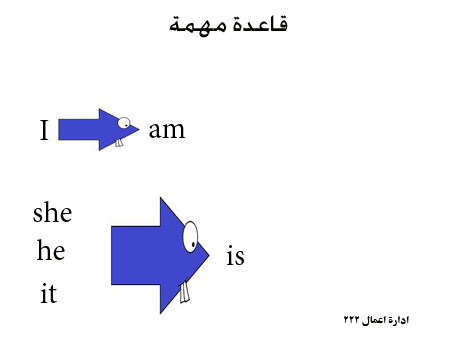 قاعدة مهمة
I am
she
he
is
it
ادارة اعمال ٢٢٢